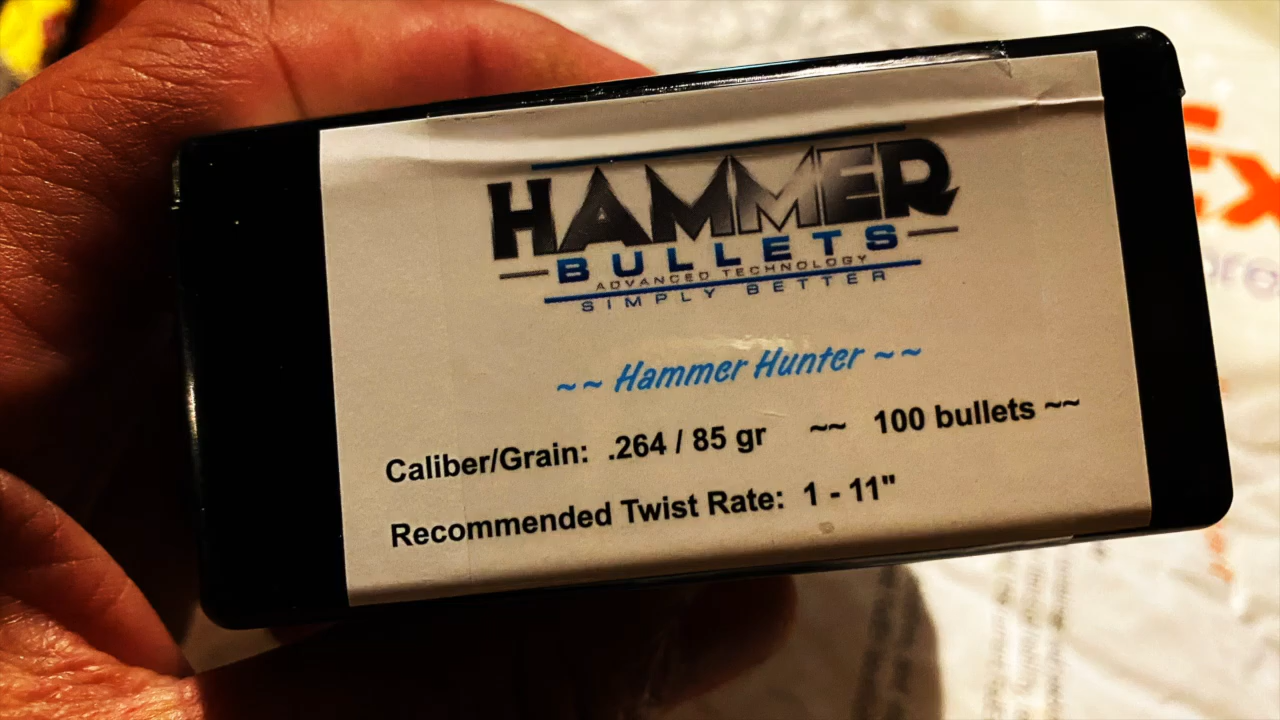 HAMMER
BULLETS
ADVANCED TECHNOLOGY
SIMPLY BETTER
~~ Hammer Hunter ~~
Caliber/Grain: .264 / 85 gr ~~ 100 bullets ~~
Recommended Twist Rate: 1 - 11"
Ex